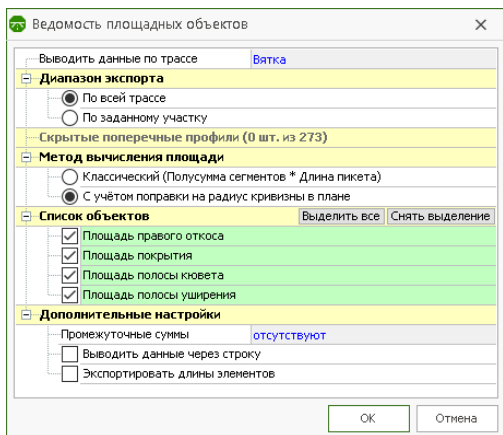 Ведомость площадных объектов
Выводить данные по трассе Вятка
Диапазон экспорта
По всей трассе
По заданному участку
Скрытые поперечные профили (0 шт. из 273)
Метод вычисления площади
Классический (Полусумма сегментов * Длина пикета)
С учётом поправки на радиус кривизны в плане
Список объектов Выделить все Снять выделение
Площадь правого откоса
Площадь покрытия
Площадь полосы кювета
Площадь полосы уширения
Дополнительные настройки
Промежуточные суммы отсутствуют
Выводить данные через строку
Экспортировать длины элементов
ОК Отмена